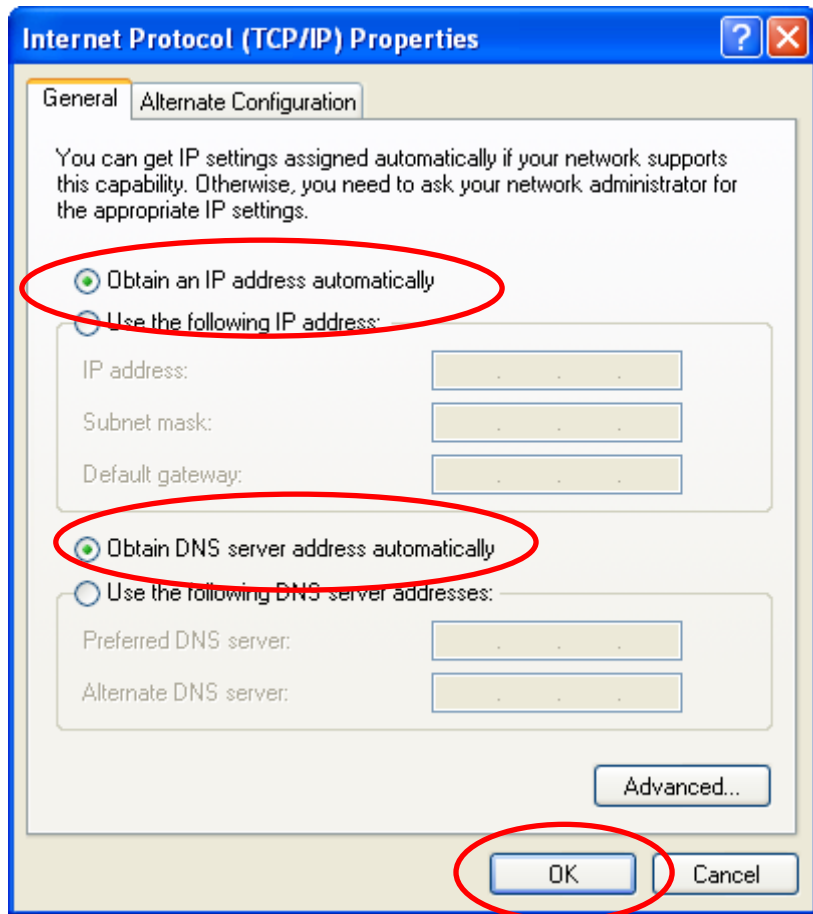 Internet Protocol (TCP/IP) Properties
General
Alternate Configuration
You can get IP settings assigned automatically if your network supports
this capability. Otherwise, you need to ask your network administrator for
the appropriate IP settings.
Obtain an IP address automatically
Use the following IP address:
IP address:
Subnet mask:
Default gateway:
Obtain DNS server address automatically
Use the following DNS server addresses:
Preferred DNS server:
Alternate DNS server:
Advanced...
OK
Cancel